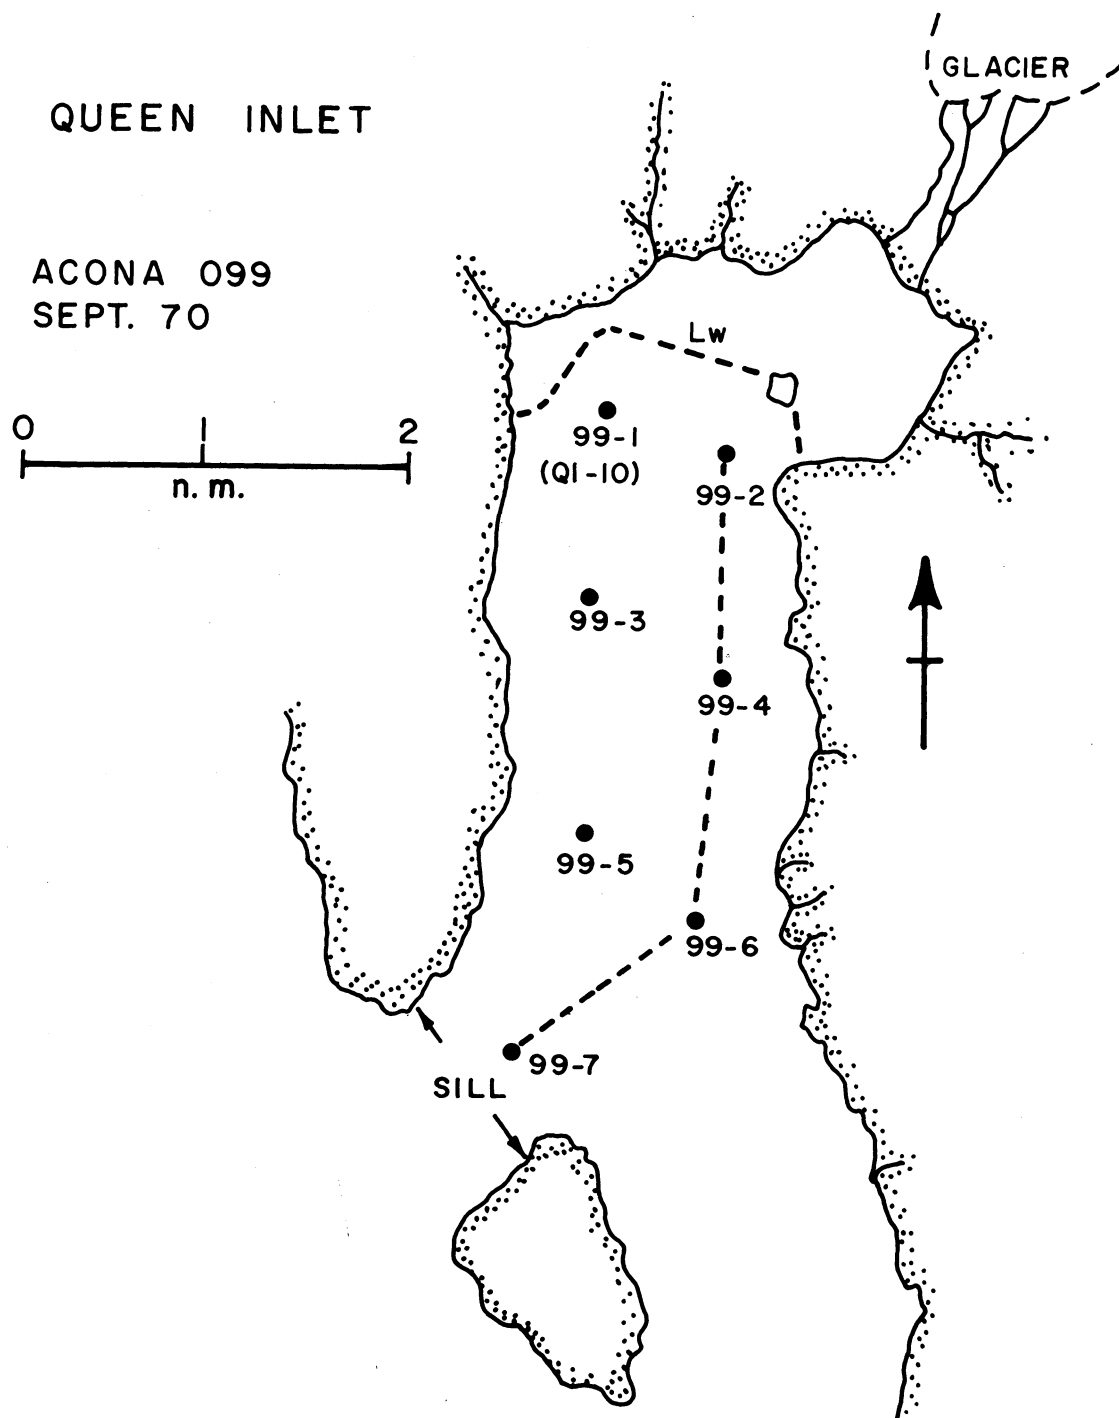 GLACIER
QUEEN INLET
ACONA 099
SEPT. 70
Lw
0 1 2
n.m.
99-1
(Q1-10)
99-2
99-3
99-4
99-5
99-6
99-7
SILL